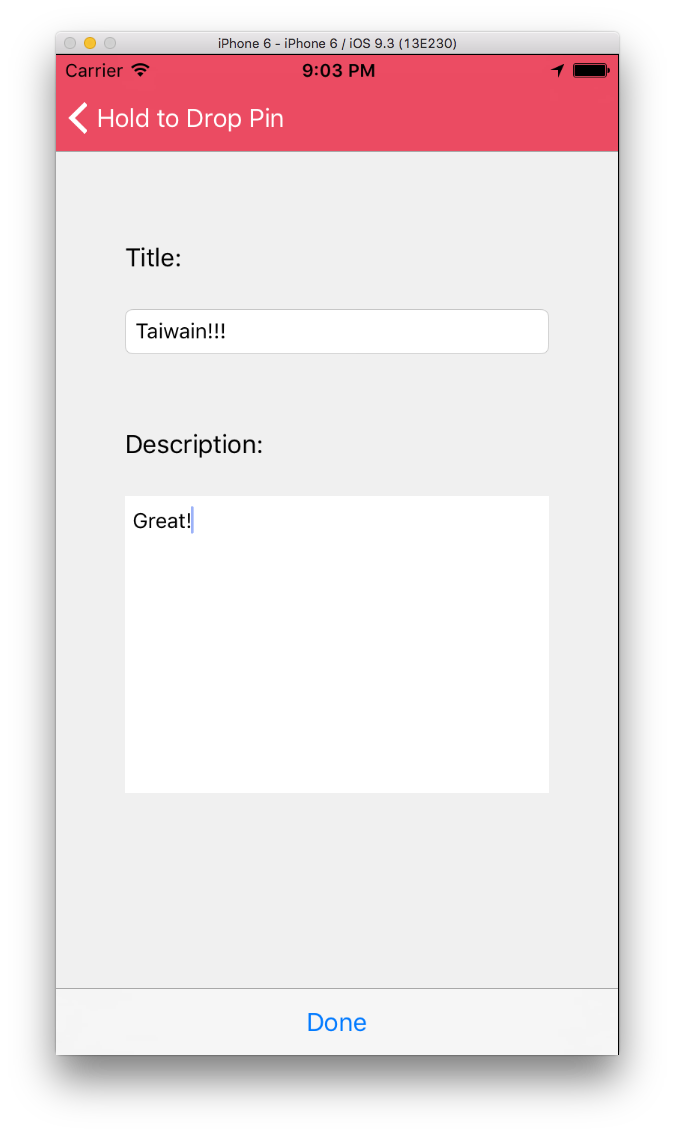 iPhone 6 - iPhone 6 / iOS 9.3 (13E230)
Carrier 9:03 PM
Hold to Drop Pin
Title:
Taiwain!!!
Description:
Great!
Done